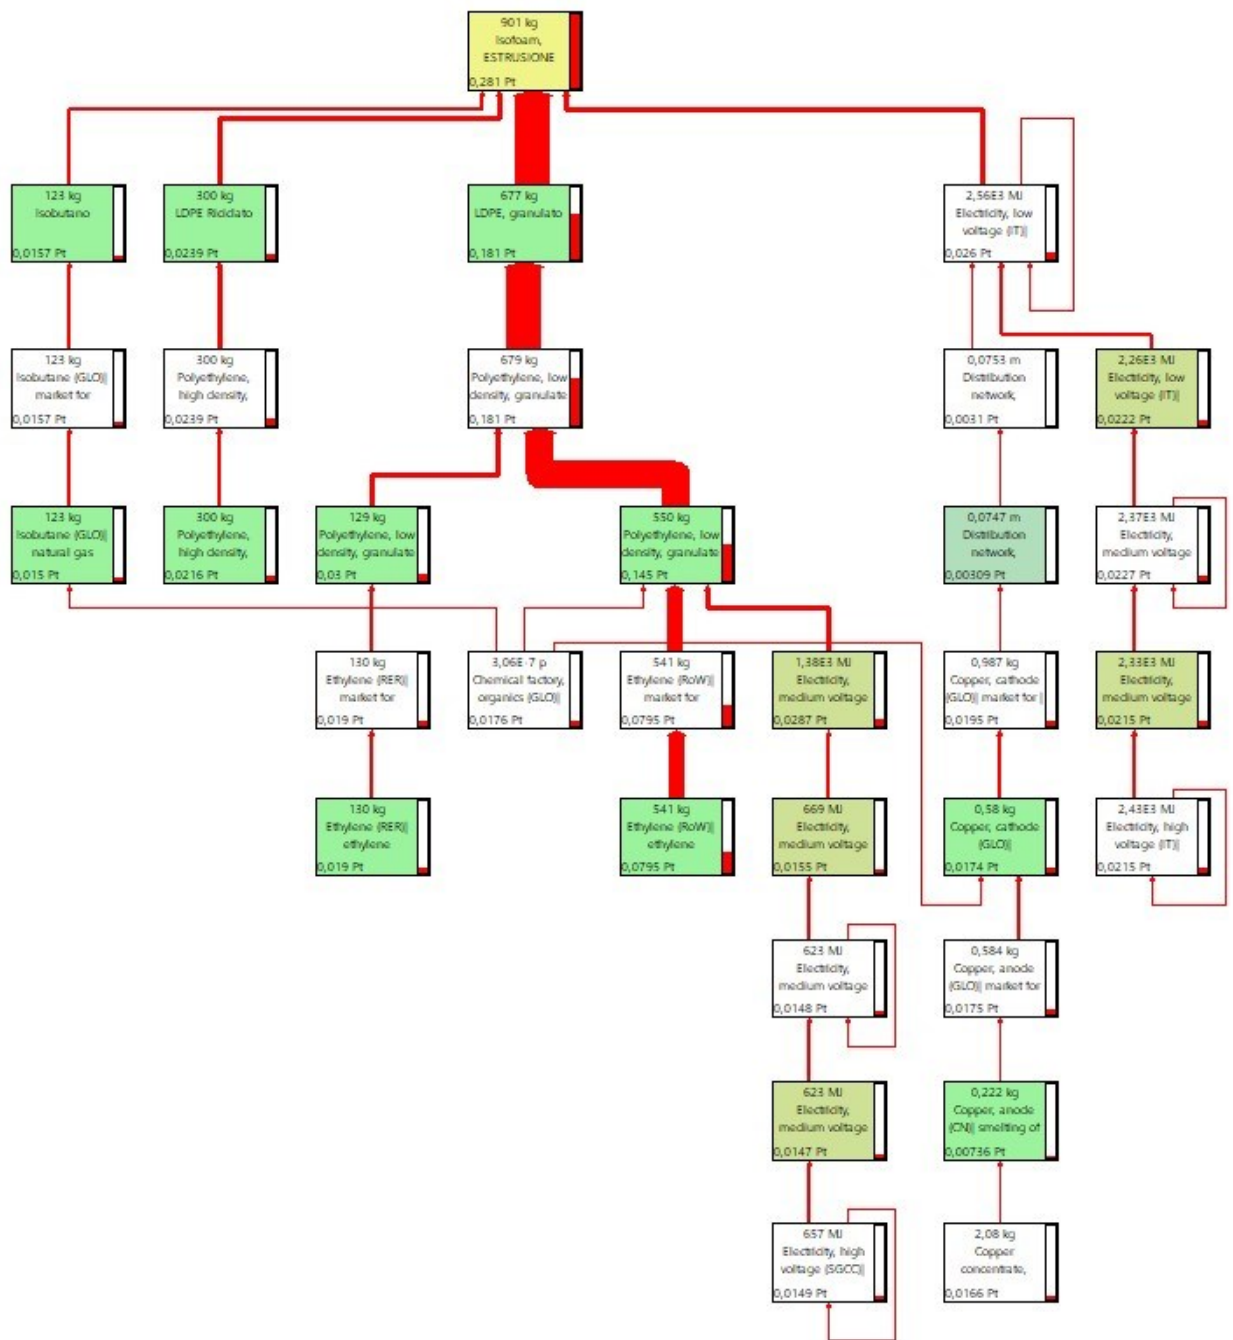 901 kg
Isofoam,
ESTRUSIONE
0,281 Pt
123 kg
Isobutano
0,0157 Pt
300 kg
LDPE Riciclato
0,0239 Pt
677 kg
LDPE, granulato
0,181 Pt
2,56E3 MJ
Electricity, low
voltage {IT}|
0,026 Pt
123 kg
Isobutane {GLO}|
market for
0,0157 Pt
300 kg
Polyethylene,
high density,
0,0239 Pt
679 kg
Polyethylene, low
density, granulate
0,181 Pt
0,0753 m
Distribution
network,
0,0031 Pt
2,26E3 MJ
Electricity, low
voltage {IT}|
0,0222 Pt
123 kg
Isobutane {GLO}|
natural gas
0,015 Pt
300 kg
Polyethylene,
high density,
0,0216 Pt
129 kg
Polyethylene, low
density, granulate
0,03 Pt
550 kg
Polyethylene, low
density, granulate
0,145 Pt
0,0747 m
Distribution
network,
0,00309 Pt
2,37E3 MJ
Electricity,
medium voltage
0,0227 Pt
130 kg
Ethylene {RER}|
market for
0,019 Pt
3,06E-7 p
Chemical factory,
organics {GLO}|
0,0176 Pt
541 kg
Ethylene {RoW}|
market for
0,0795 Pt
1,38E3 MJ
Electricity,
medium voltage
0,0287 Pt
0,987 kg
Copper, cathode
{GLO}| market for |
0,0195 Pt
2,33E3 MJ
Electricity,
medium voltage
0,0215 Pt
130 kg
Ethylene {RER}|
ethylene
0,019 Pt
541 kg
Ethylene {RoW}|
ethylene
0,0795 Pt
669 MJ
Electricity,
medium voltage
0,0155 Pt
0,58 kg
Copper, cathode
{GLO}|
0,0174 Pt
2,43E3 MJ
Electricity, high
voltage {IT}|
0,0215 Pt
623 MJ
Electricity,
medium voltage
0,0148 Pt
0,584 kg
Copper, anode
{GLO}| market for
0,0175 Pt
623 MJ
Electricity,
medium voltage
0,0147 Pt
0,222 kg
Copper, anode
{CN}| smelting of
0,00736 Pt
657 MJ
Electricity, high
voltage {SGCC}|
0,0149 Pt
2,08 kg
Copper
concentrate,
0,0166 Pt